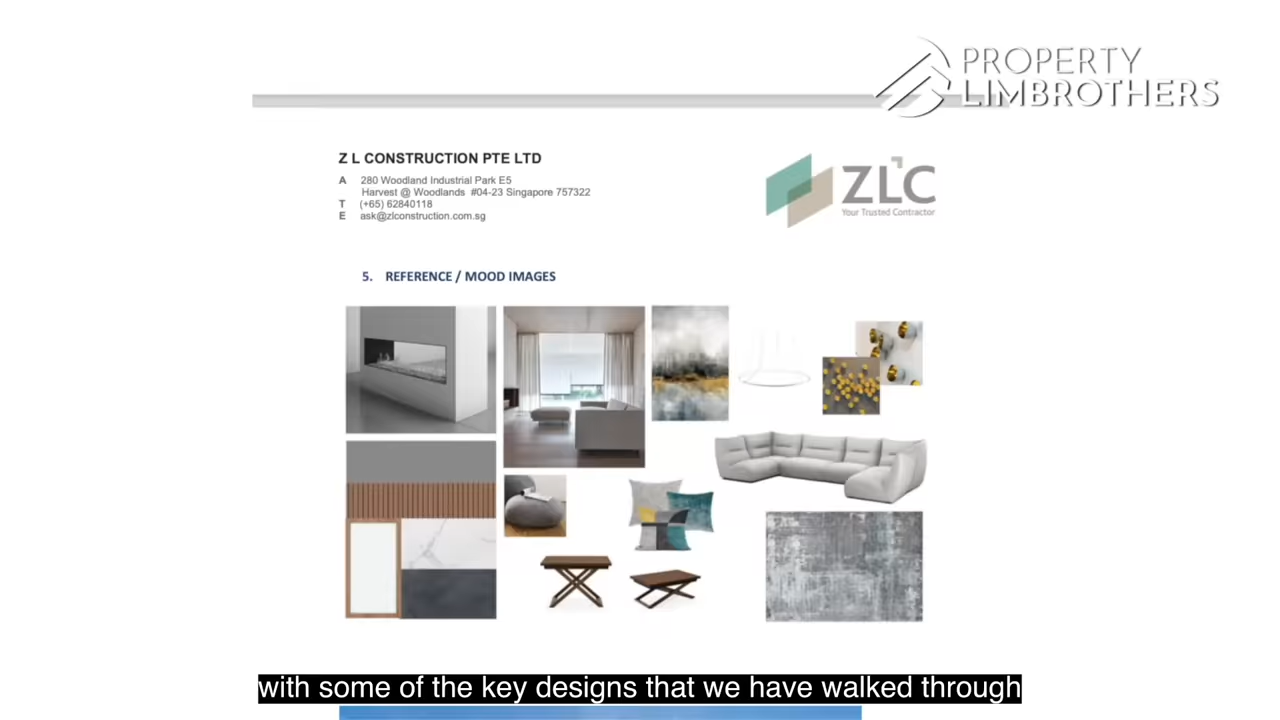 PROPERTY
LIMBROTHERS
Z L CONSTRUCTION PTE LTD
A 280 Woodland Industrial Park E5
Harvest @ Woodlands #04-23 Singapore 757322
T (+65) 62840118
E ask@zlconstruction.com.sg
ZLC
Your Trusted Contractor
5. REFERENCE / MOOD IMAGES
with some of the key designs that we have walked through